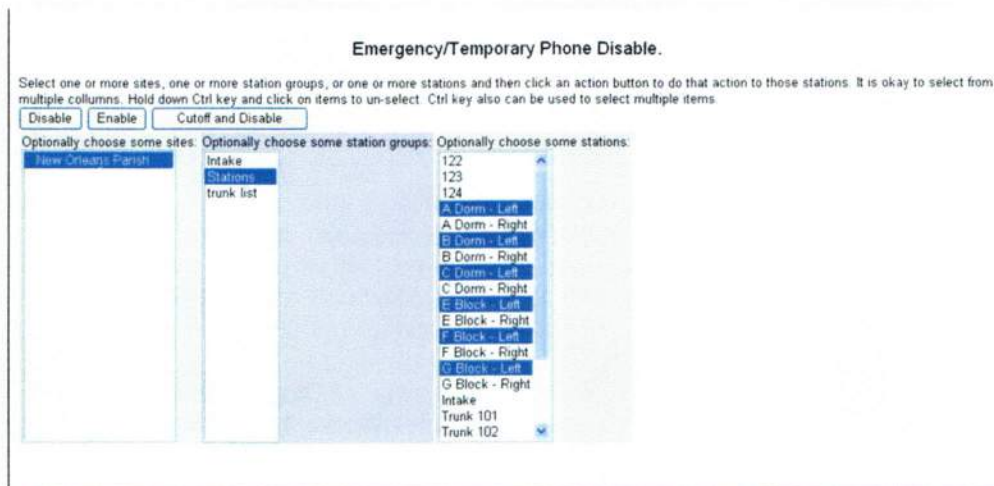 Emergency/Temporary Phone Disable.
Select one or more sites, one or more station groups, or one or more stations and then click an action button to do that action to those stations. It is okay to select from
multiple collumns. Hold down Ctrl key and click on items to un-select. Ctrl key also can be used to select multiple items.
Disable Enable Cutoff and Disable
Optionally choose some sites: Optionally choose some station groups: Optionally choose some stations:
New Orleans Parish Intake 122
Stations 123
trunk list 124
A Dorm - Left
A Dorm - Right
B Dorm - Left
B Dorm - Right
C Dorm - Left
C Dorm - Right
E Block - Left
E Block - Right
F Block - Left
F Block - Right
G Block - Left
G Block - Right
Intake
Trunk 101
Trunk 102